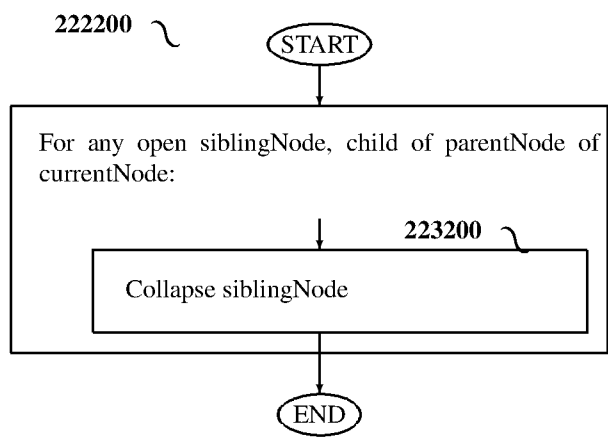 222200
START
For any open siblingNode, child of parentNode of
currentNode:
223200
Collapse siblingNode
END